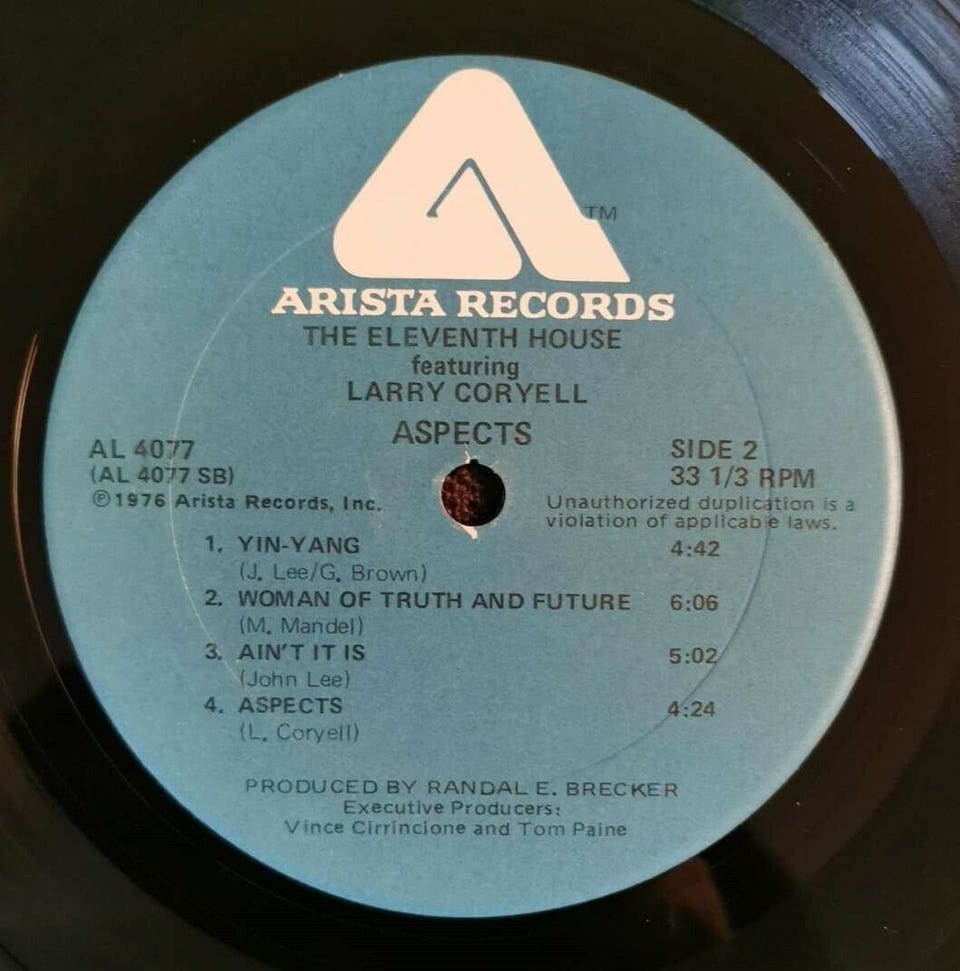 TM
ARISTA RECORDS
THE ELEVENTH HOUSE
featuring
LARRY CORYELL
ASPECTS
AL 4077
(AL 4077 SB)
Ⓟ1976 Arista Records, Inc.
SIDE 2
33 1/3 RPM
Unauthorized duplication is a
violation of applicable laws.
1. YIN-YANG 4:42
(J. Lee/G. Brown)
2. WOMAN OF TRUTH AND FUTURE 6:06
(M. Mandel)
3. AIN'T IT IS 5:02
(John Lee)
4. ASPECTS 4:24
(L. Coryell)
PRODUCED BY RANDAL E. BRECKER
Executive Producers:
Vince Cirrincione and Tom Paine